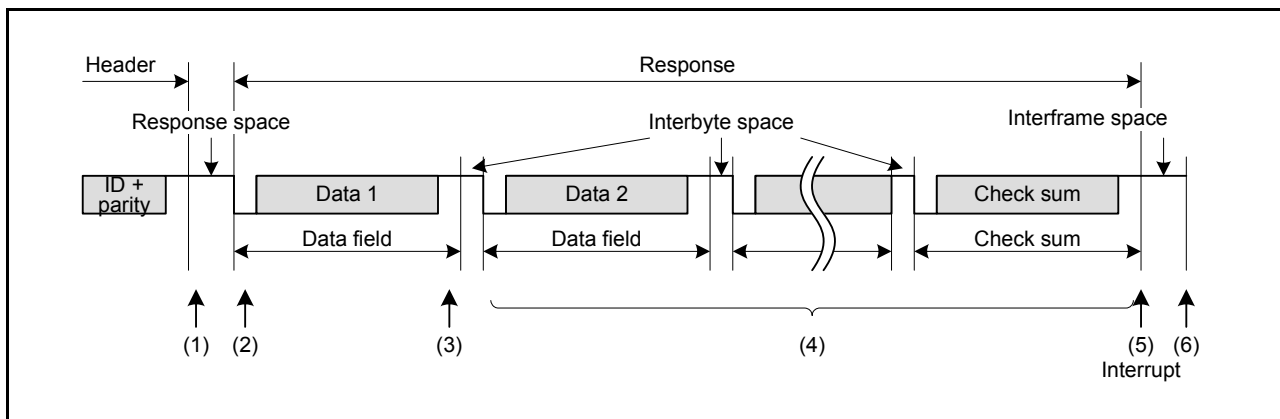 Header
Response
Response space
Interbyte space
Interframe space
ID +
parity
Data 1
Data 2
Check sum
Data field
Data field
Check sum
(1)
(2)
(3)
(4)
(5)
(6)
Interrupt